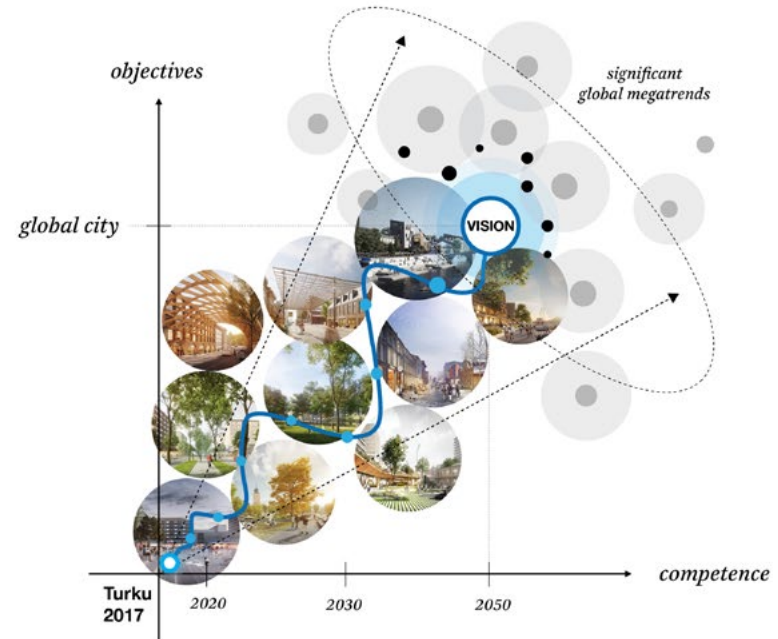 objectives
significant
global megatrends
global city
VISION
competence
Turku
2017
2020
2030
2050